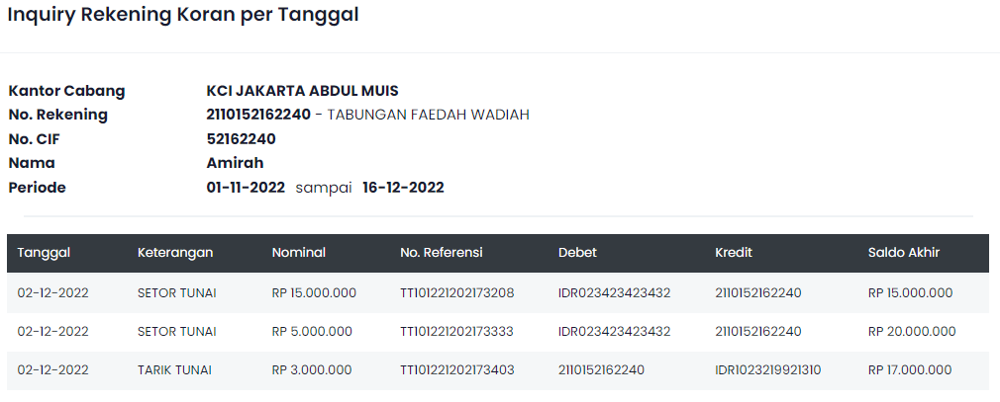 Inquiry Rekening Koran per Tanggal
Kantor Cabang KCI JAKARTA ABDUL MUIS
No. Rekening 2110152162240 - TABUNGAN FAEDAH WADIAH
No. CIF 52162240
Nama Amirah
Periode 01-11-2022 sampai 16-12-2022
Tanggal Keterangan Nominal No. Referensi Debet Kredit Saldo Akhir
02-12-2022 SETOR TUNAI RP 15.000.000 TT101221202173208 IDR023423423432 2110152162240 RP 15.000.000
02-12-2022 SETOR TUNAI RP 5.000.000 TT101221202173333 IDR023423423432 2110152162240 RP 20.000.000
02-12-2022 TARIK TUNAI RP 3.000.000 TT101221202173403 2110152162240 IDR1023219921310 RP 17.000.000